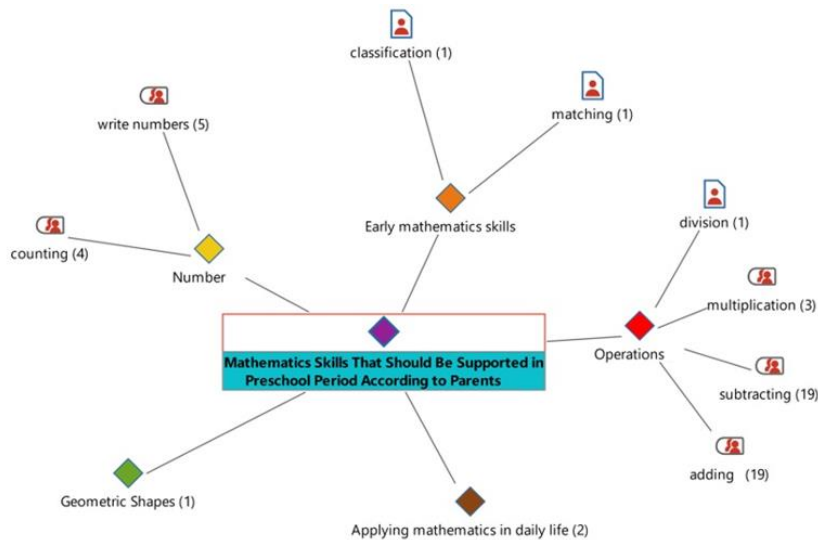 classification (1)
matching (1)
write numbers (5)
division (1)
Early mathematics skills
counting (4)
Number
multiplication (3)
Operations
Mathematics Skills That Should Be Supported in
Preschool Period According to Parents
subtracting (19)
adding (19)
Geometric Shapes (1)
Applying mathematics in daily life (2)